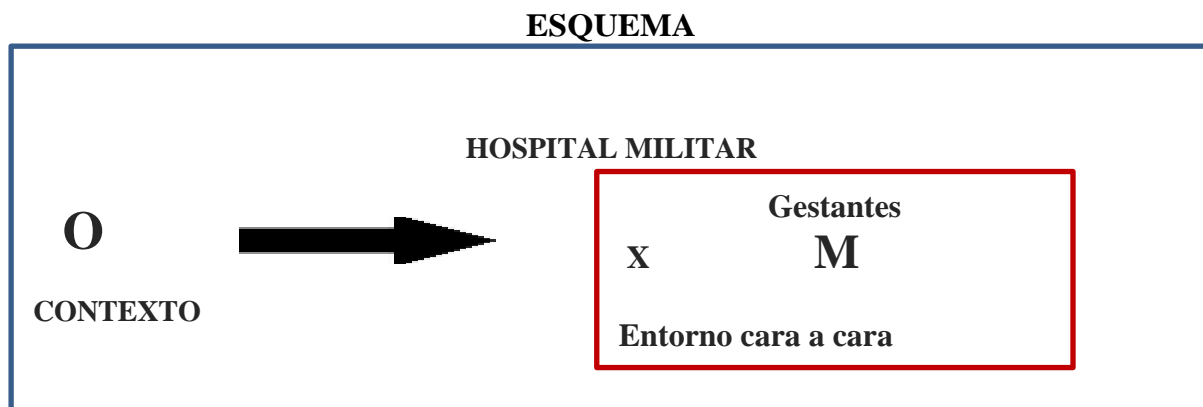 ESQUEMA
HOSPITAL MILITAR
O
Gestantes
X M
CONTEXTO
Entorno cara a cara